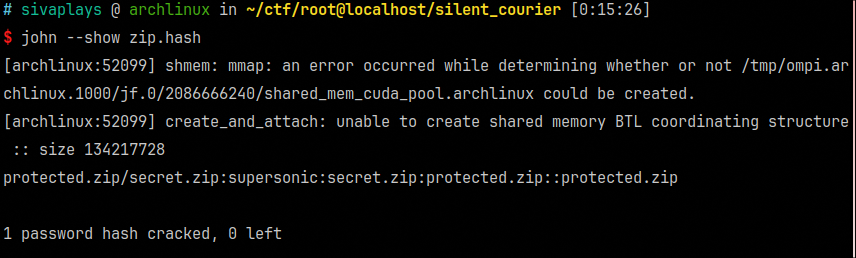 # sivaplays @ archlinux in ~/ctf/root@localhost/silent_courier [0:15:26]
$ john --show zip.hash
[archlinux:52099] shmem: mmap: an error occurred while determining whether or not /tmp/ompi.ar
chlinux.1000/jf.0/2086666240/shared_mem_cuda_pool.archlinux could be created.
[archlinux:52099] create_and_attach: unable to create shared memory BTL coordinating structure
 :: size 134217728
protected.zip/secret.zip:supersonic:secret.zip:protected.zip::protected.zip
1 password hash cracked, 0 left